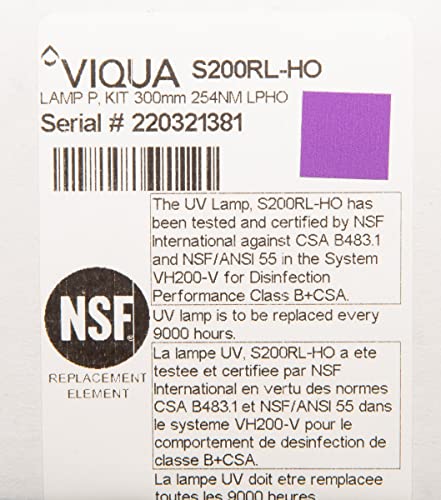 VIQUA S200RL-HO
LAMP P, KIT 300mm 254NM LPHO
Serial # 220321381
The UV Lamp, S200RL-HO has
been tested and certified by NSF
International against CSA B483.1
and NSF/ANSI 55 in the System
VH200-V for Disinfection
Performance Class B+CSA.
UV lamp is to be replaced every
9000 hours.
NSF®
REPLACEMENT
ELEMENT
La lampe UV, S200RL-HO a ete
testee et certifiee par NSF
International en vertu des normes
CSA B483.1 et NSF/ANSI 55 dans
le systeme VH200-V pour le
comportement de desinfection de
classe B+CSA.
La lampe UV doit etre remplacee
toutes les 9000 heures.